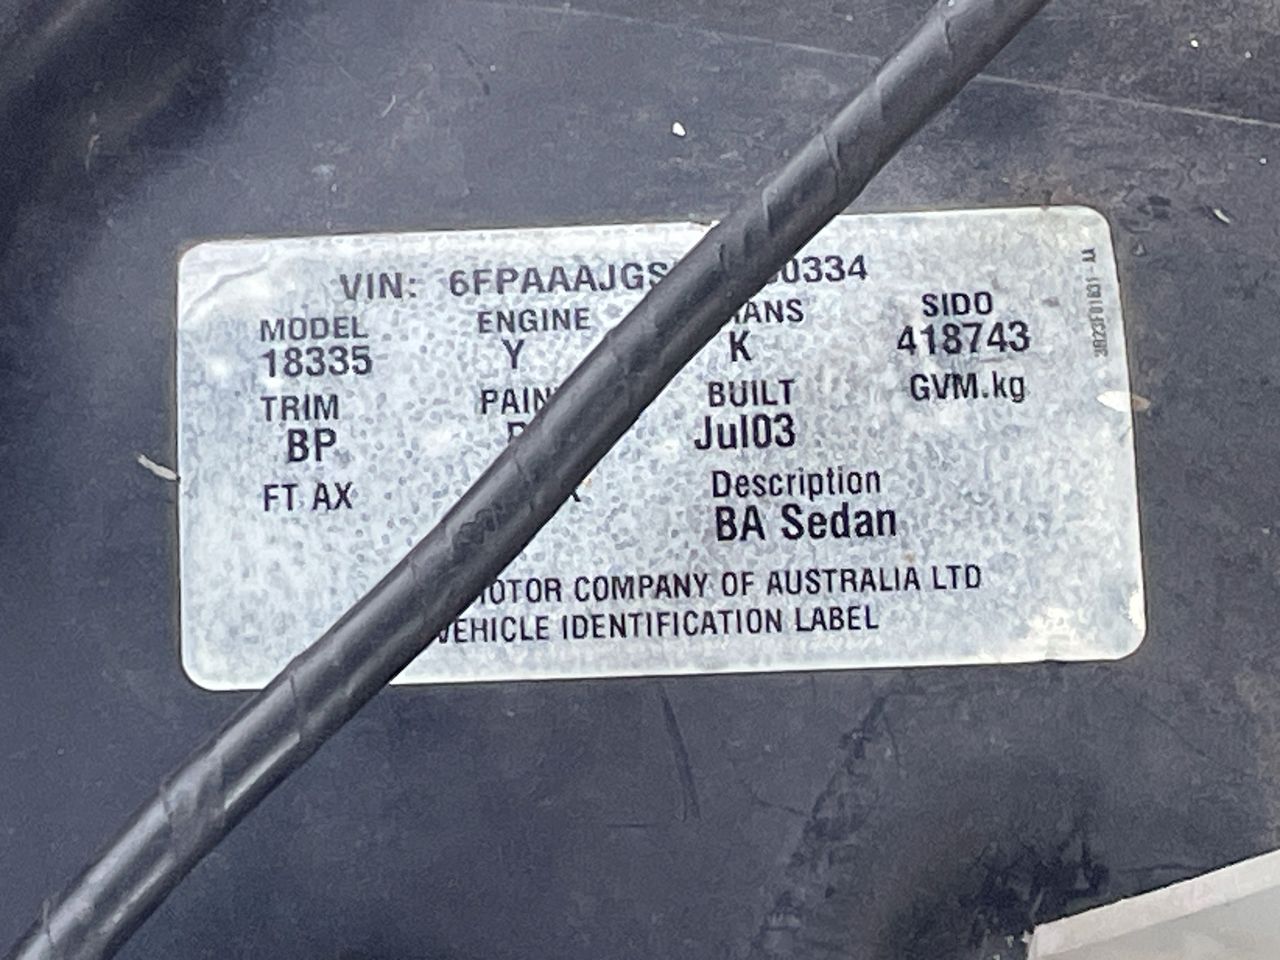 VIN: 6FPAAAJGS 0334
MODEL ENGINE SIDO
18335 Y K 418743
TRIM BUILT GVM.kg
BP Jul03
FT AX Description
BA Sedan
COMPANY OF AUSTRALIA LTD
VEHICLE IDENTIFICATION LABEL